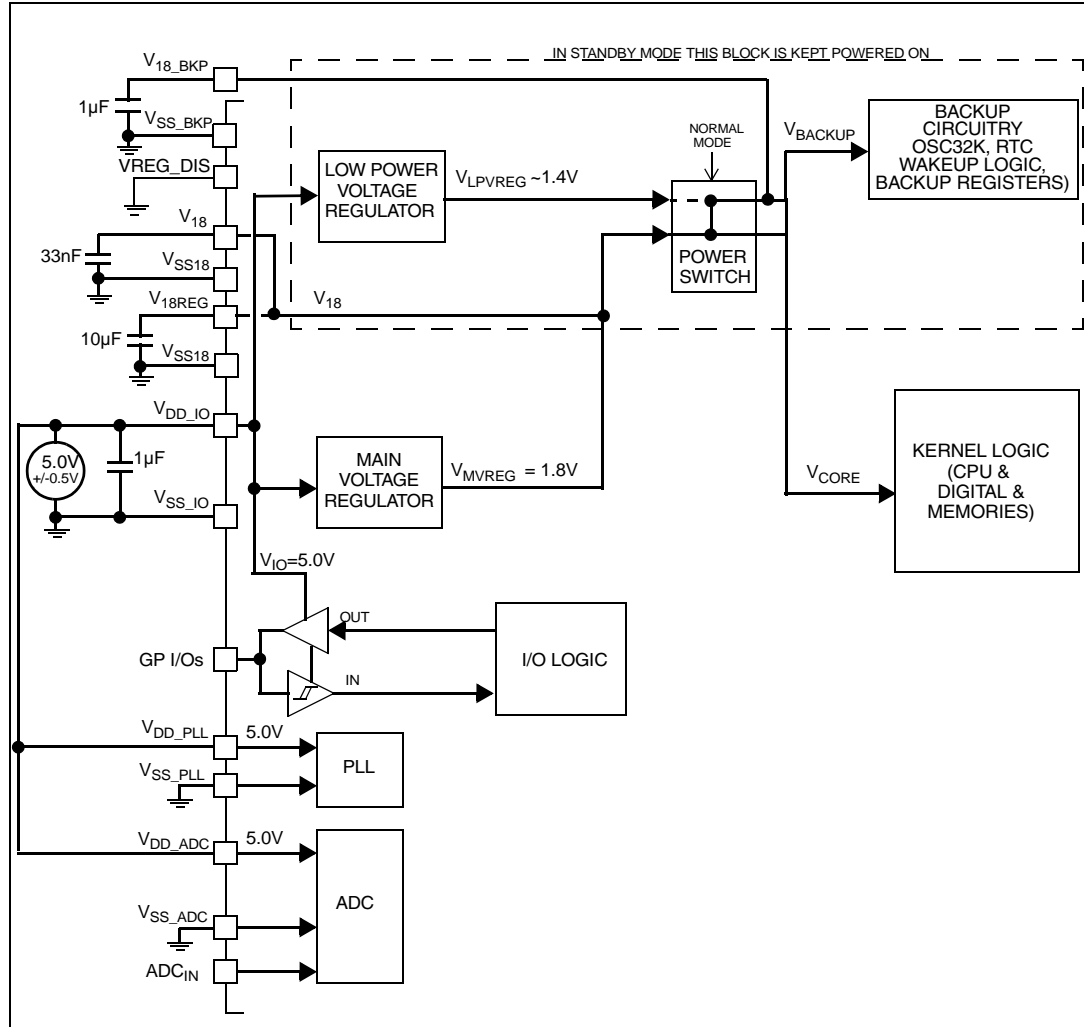 IN STANDBY MODE THIS BLOCK IS KEPT POWERED ON
V18_BKP
1µF
VSS_BKP
VREG_DIS
V18
33nF
VSS18
V18REG
10µF
VSS18
V18
LOW POWER
VOLTAGE
REGULATOR
VLPVREG ~1.4V
NORMAL
MODE
POWER
SWITCH
VBACKUP
BACKUP
CIRCUITRY
OSC32K, RTC
WAKEUP LOGIC,
BACKUP REGISTERS)
VDD_IO
5.0V
+/-0.5V
1µF
VSS_IO
MAIN
VOLTAGE
REGULATOR
VMVREG = 1.8V
VCORE
KERNEL LOGIC
(CPU &
DIGITAL &
MEMORIES)
VIO=5.0V
OUT
GP I/Os
IN
I/O LOGIC
VDD_PLL
5.0V
VSS_PLL
PLL
VDD_ADC
5.0V
VSS_ADC
ADC
ADCIN